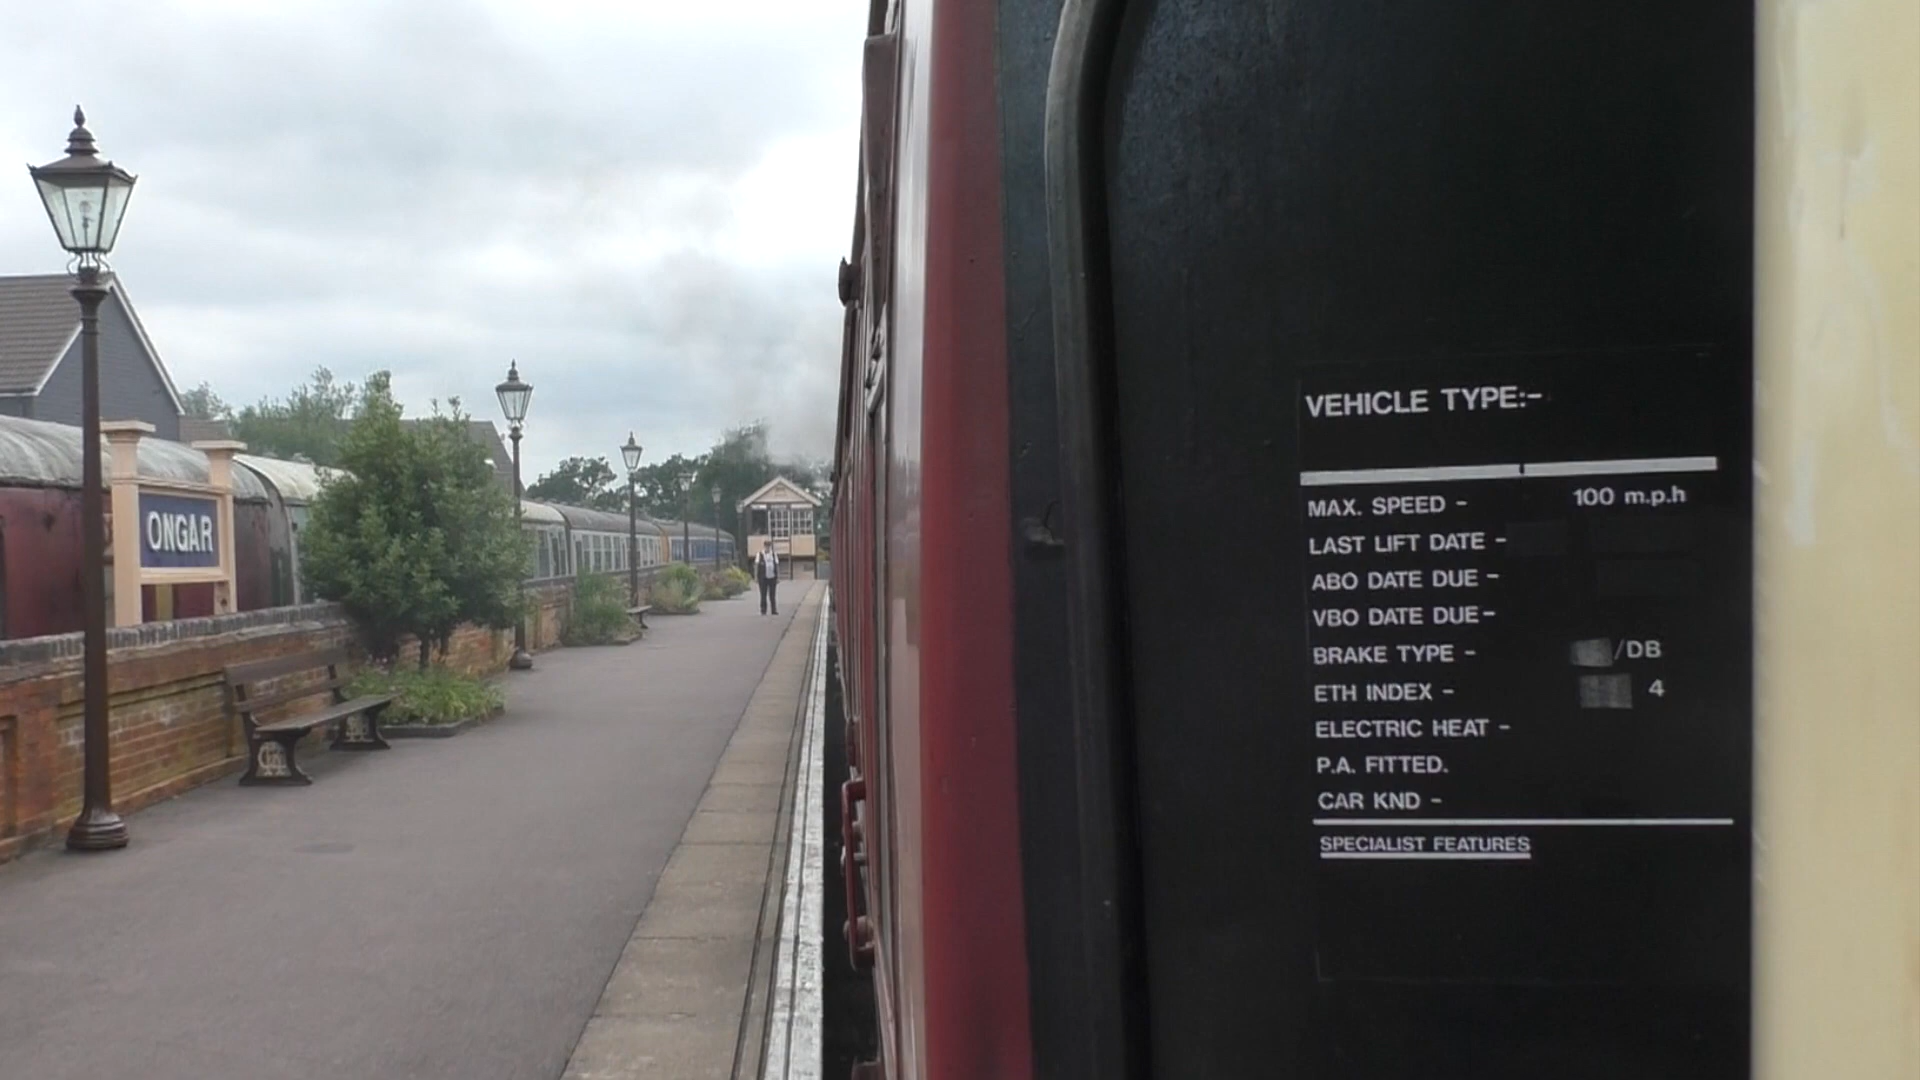 ONGAR
VEHICLE TYPE:-
MAX. SPEED - 100 m.p.h
LAST LIFT DATE -
ABO DATE DUE -
VBO DATE DUE-
BRAKE TYPE - /DB
ETH INDEX - 4
ELECTRIC HEAT -
P.A. FITTED.
CAR KND -
SPECIALIST FEATURES